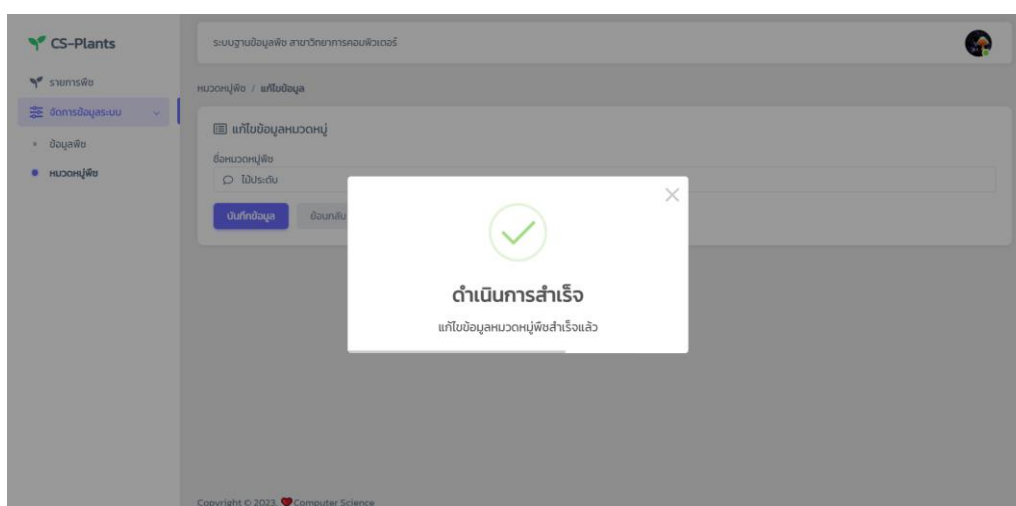 CS-Plants
รายการพืช
จัดการข้อมูลระบบ
ข้อมูลพืช
หมวดหมู่พืช
ระบบฐานข้อมูลพืช สาขาวิทยาการคอมพิวเตอร์
หมวดหมู่พืช / แก้ไขข้อมูล
แก้ไขข้อมูลหมวดหมู่
ชื่อหมวดหมู่พืช
ไม้ประดับ
บันทึกข้อมูล ย้อนกลับ
ดำเนินการสำเร็จ
แก้ไขข้อมูลหมวดหมู่พืชสำเร็จแล้ว
Copyright © 2023, ❤Computer Science